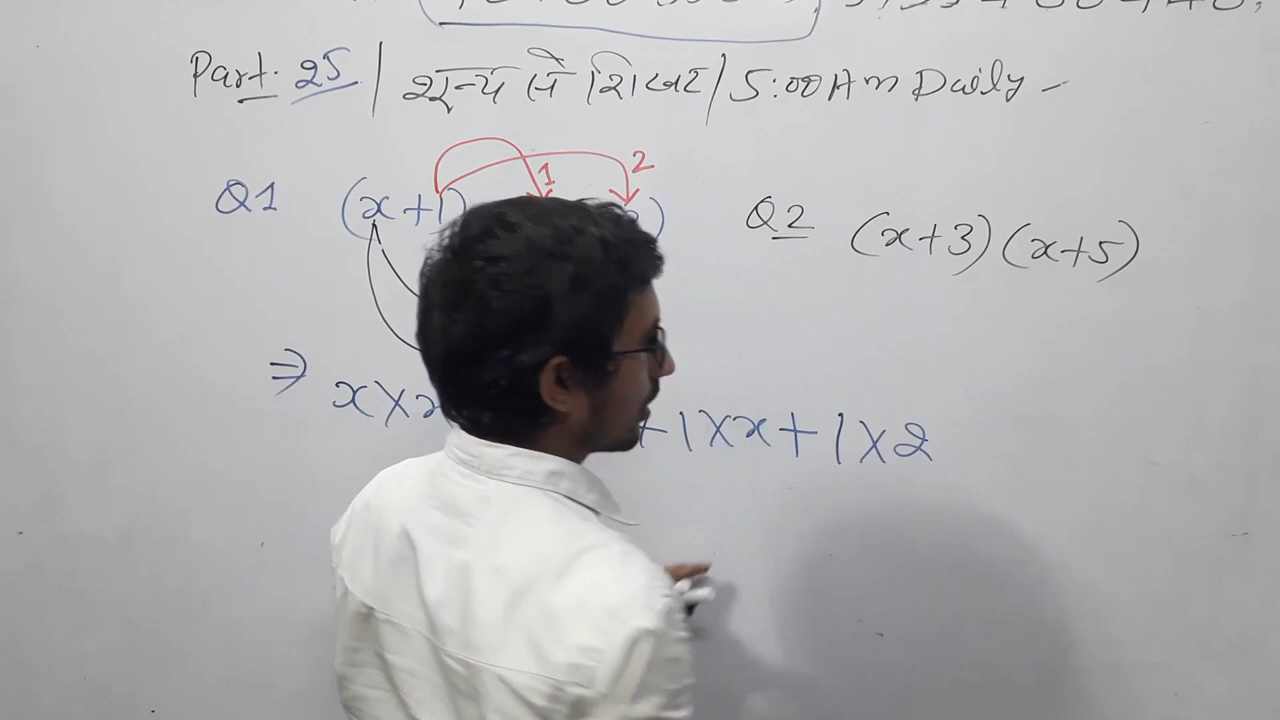 Part: 25 | शून्य से शिखर | 5:00 Am Daily -
1 2
Q1 (x+1) )
Q2 (x+3)(x+5)
⇒ x×x + 1×x + 1×2